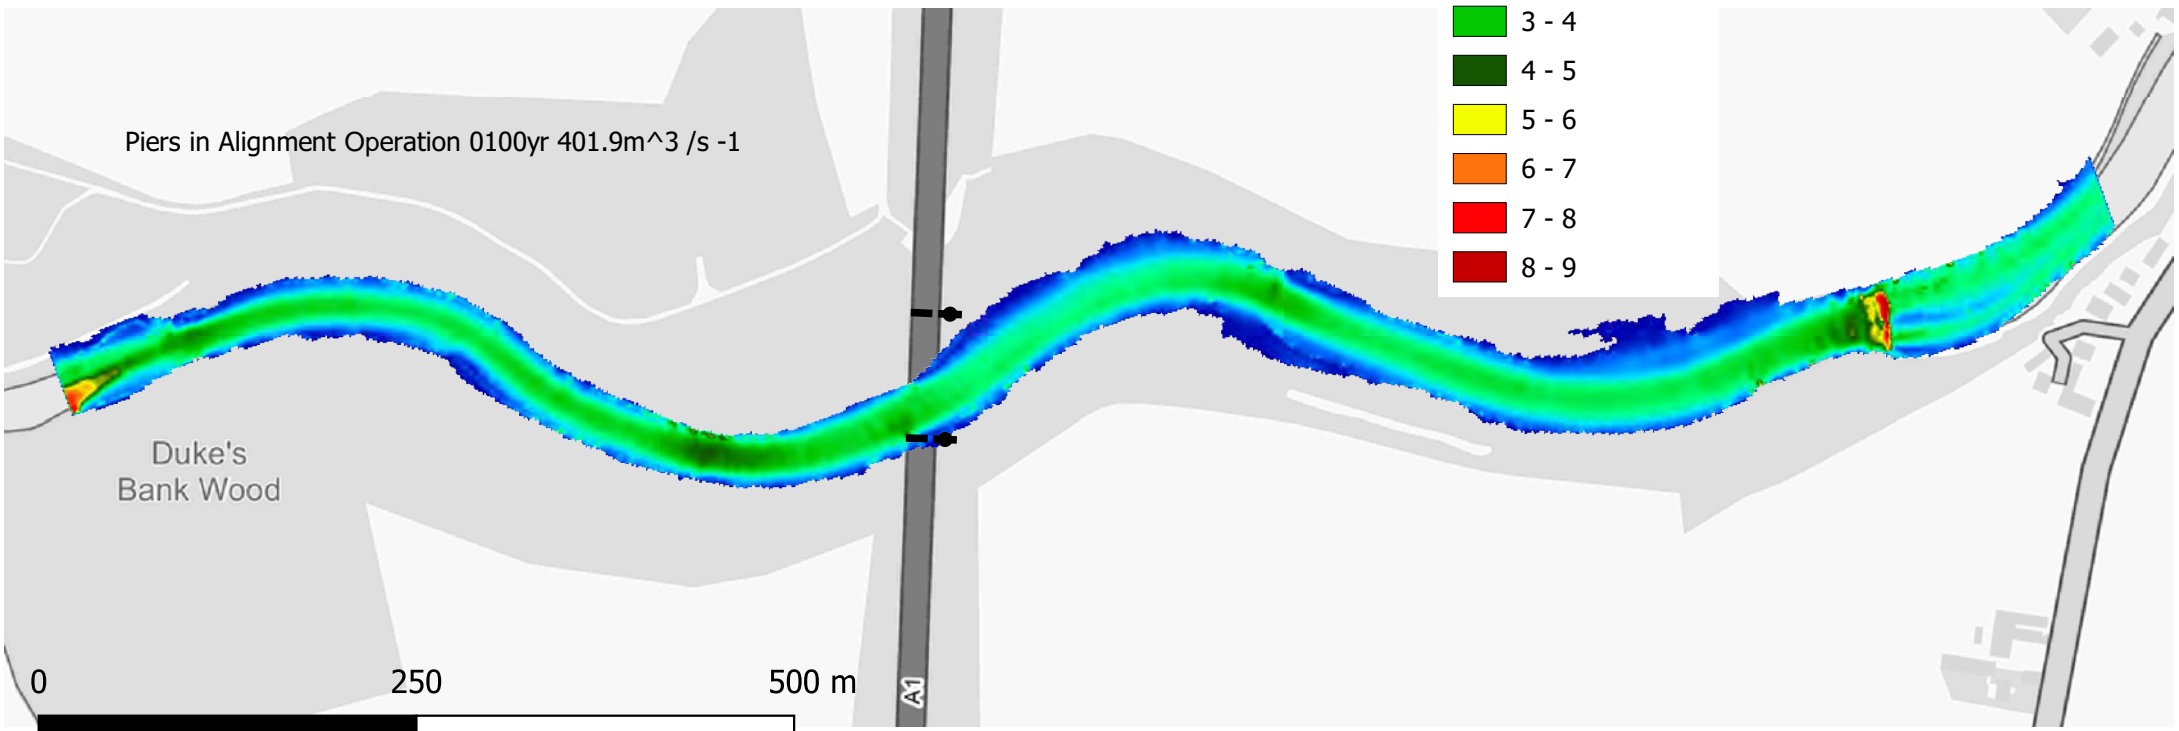 3 - 4
4 - 5
5 - 6
6 - 7
7 - 8
8 - 9
Piers in Alignment Operation 0100yr 401.9m^3 /s -1
Duke's
Bank Wood
0 250 500 m
A1